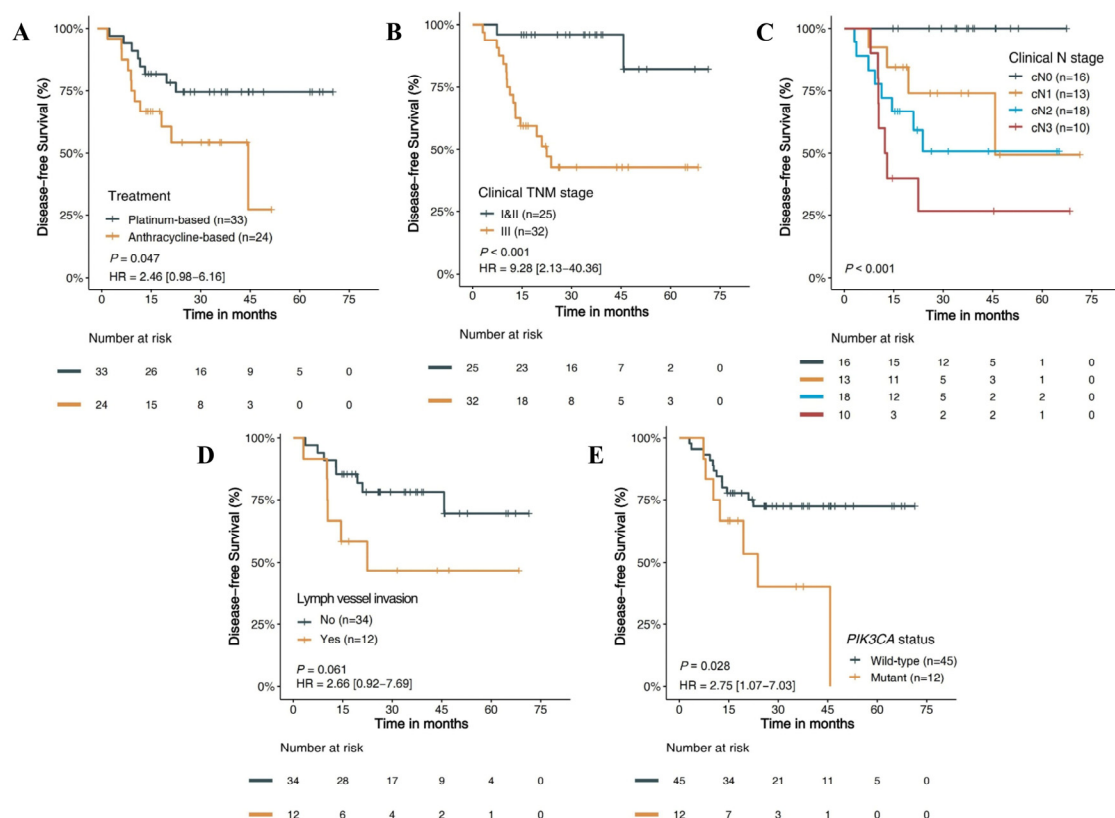 A
Disease-free Survival (%)
100%
75%
50%
25%
0%
Treatment
Platinum-based (n=33)
Anthracycline-based (n=24)
P = 0.047
HR = 2.46 [0.98–6.16]
0 15 30 45 60 75
Time in months
Number at risk
33 26 16 9 5 0
24 15 8 3 0 0
B
Disease-free Survival (%)
100%
75%
50%
25%
0%
Clinical TNM stage
I&II (n=25)
III (n=32)
P < 0.001
HR = 9.28 [2.13–40.36]
0 15 30 45 60 75
Time in months
Number at risk
25 23 16 7 2 0
32 18 8 5 3 0
C
Disease-free Survival (%)
100%
75%
50%
25%
0%
Clinical N stage
cN0 (n=16)
cN1 (n=13)
cN2 (n=18)
cN3 (n=10)
P < 0.001
0 15 30 45 60 75
Time in months
Number at risk
16 15 12 5 1 0
13 11 5 3 1 0
18 12 5 2 2 0
10 3 2 2 1 0
D
Disease-free Survival (%)
100%
75%
50%
25%
0%
Lymph vessel invasion
No (n=34)
Yes (n=12)
P = 0.061
HR = 2.66 [0.92–7.69]
0 15 30 45 60 75
Time in months
Number at risk
34 28 17 9 4 0
12 6 4 2 1 0
E
Disease-free Survival (%)
100%
75%
50%
25%
0%
PIK3CA status
Wild-type (n=45)
Mutant (n=12)
P = 0.028
HR = 2.75 [1.07–7.03]
0 15 30 45 60 75
Time in months
Number at risk
45 34 21 11 5 0
12 7 3 1 0 0